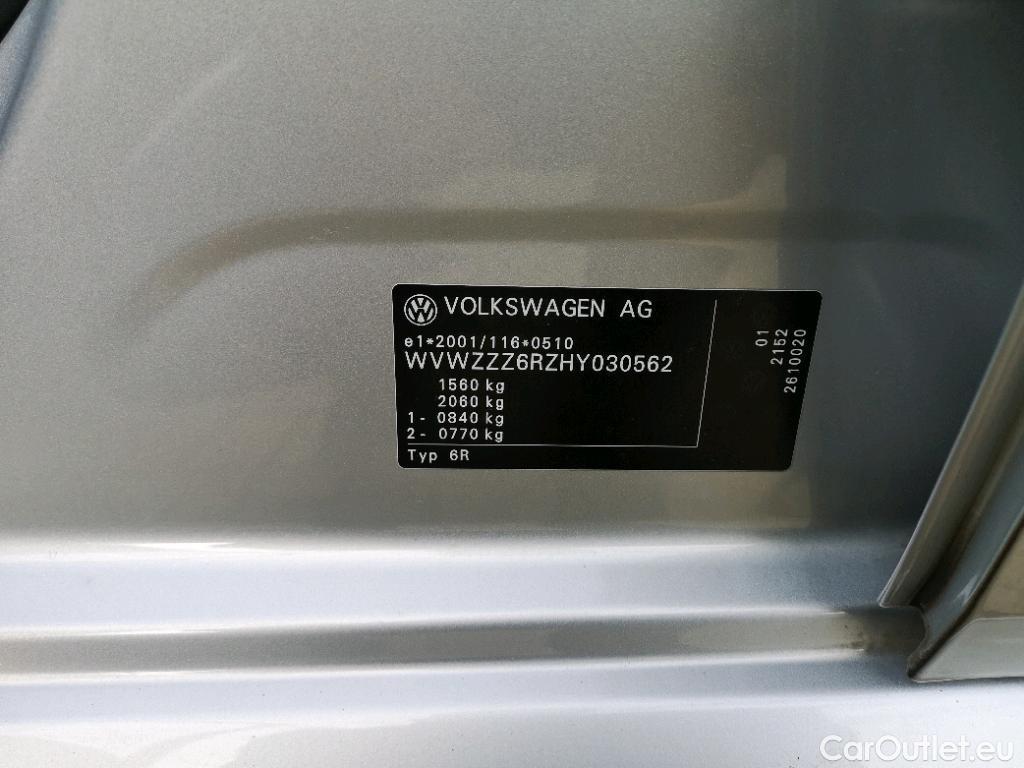 VOLKSWAGEN AG
e1*2001/116*0510
WVWZZZ6RZHY030562
1560 kg
2060 kg
1- 0840 kg
2- 0770 kg
Typ 6R
01
2152
2610020
CarOutlet.eu